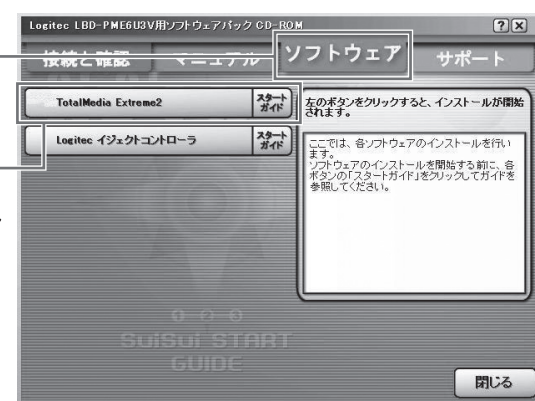 Logitec LBD-PME6U3V用ソフトウェアパック CD-ROM
接続と確認 マニュアル ソフトウェア サポート
TotalMedia Extreme2 スタート
ガイド
Logitec イジェクトコントローラ スタート
ガイド
左のボタンをクリックすると、インストールが開始
されます。
ここでは、各ソフトウェアのインストールを行い
ます。
ソフトウェアのインストールを開始する前に、各
ボタンの「スタートガイド」をクリックしてガイドを
参照してください。
1 2 3
SuiSui START
GUIDE
閉じる